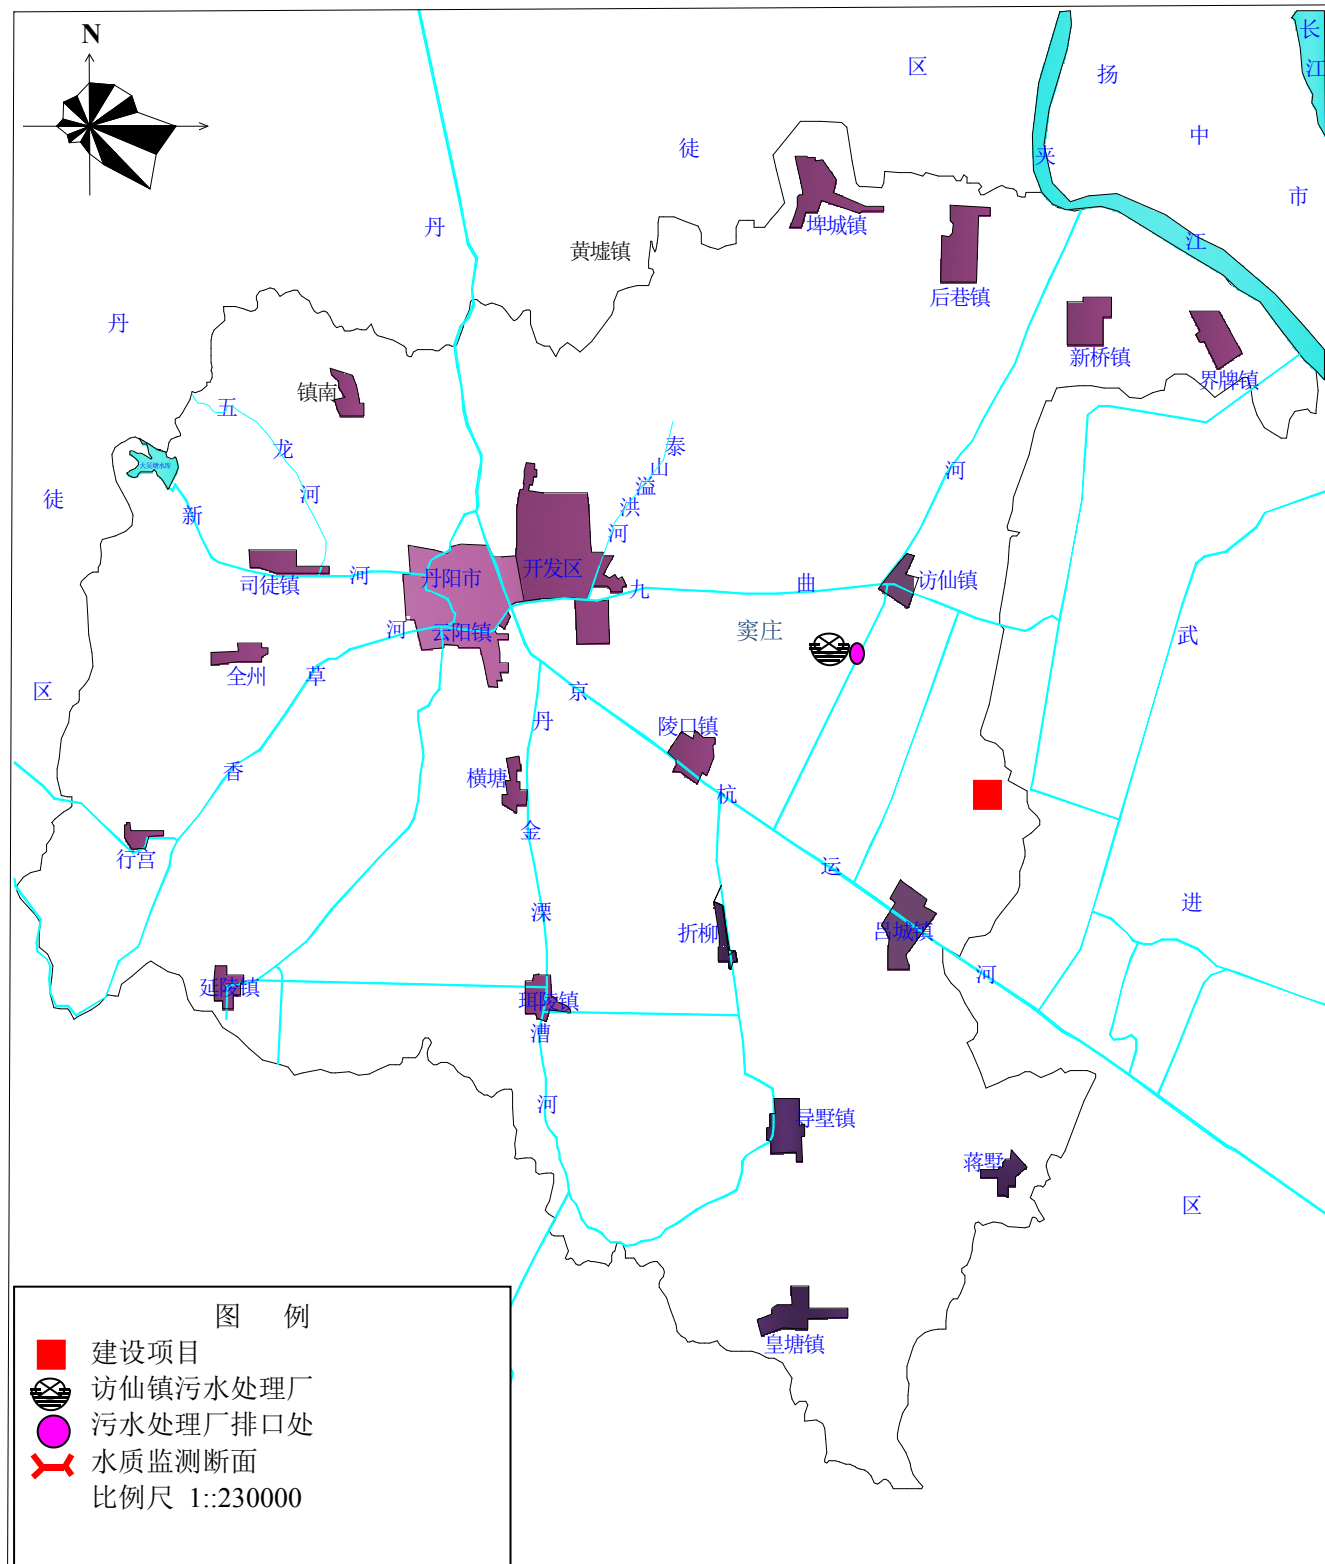 N
长江
区
扬中市
徒
夹江
丹
埤城镇
黄墟镇
后巷镇
丹
新桥镇
界牌镇
镇南
五龙河
泰山溢洪河
河
大吴塘水库
徒
新河
司徒镇
丹阳市
开发区
九曲
访仙镇
云阳镇
河
窦庄
武
全州
草
区
京
丹
陵口镇
香
横塘
杭
金
行宫
运
溧
折柳
吕城镇
进
河
延陵镇
珥陵镇
漕
河
导墅镇
蒋墅
区
皇塘镇
图 例
建设项目
访仙镇污水处理厂
污水处理厂排口处
水质监测断面
比例尺 1::230000